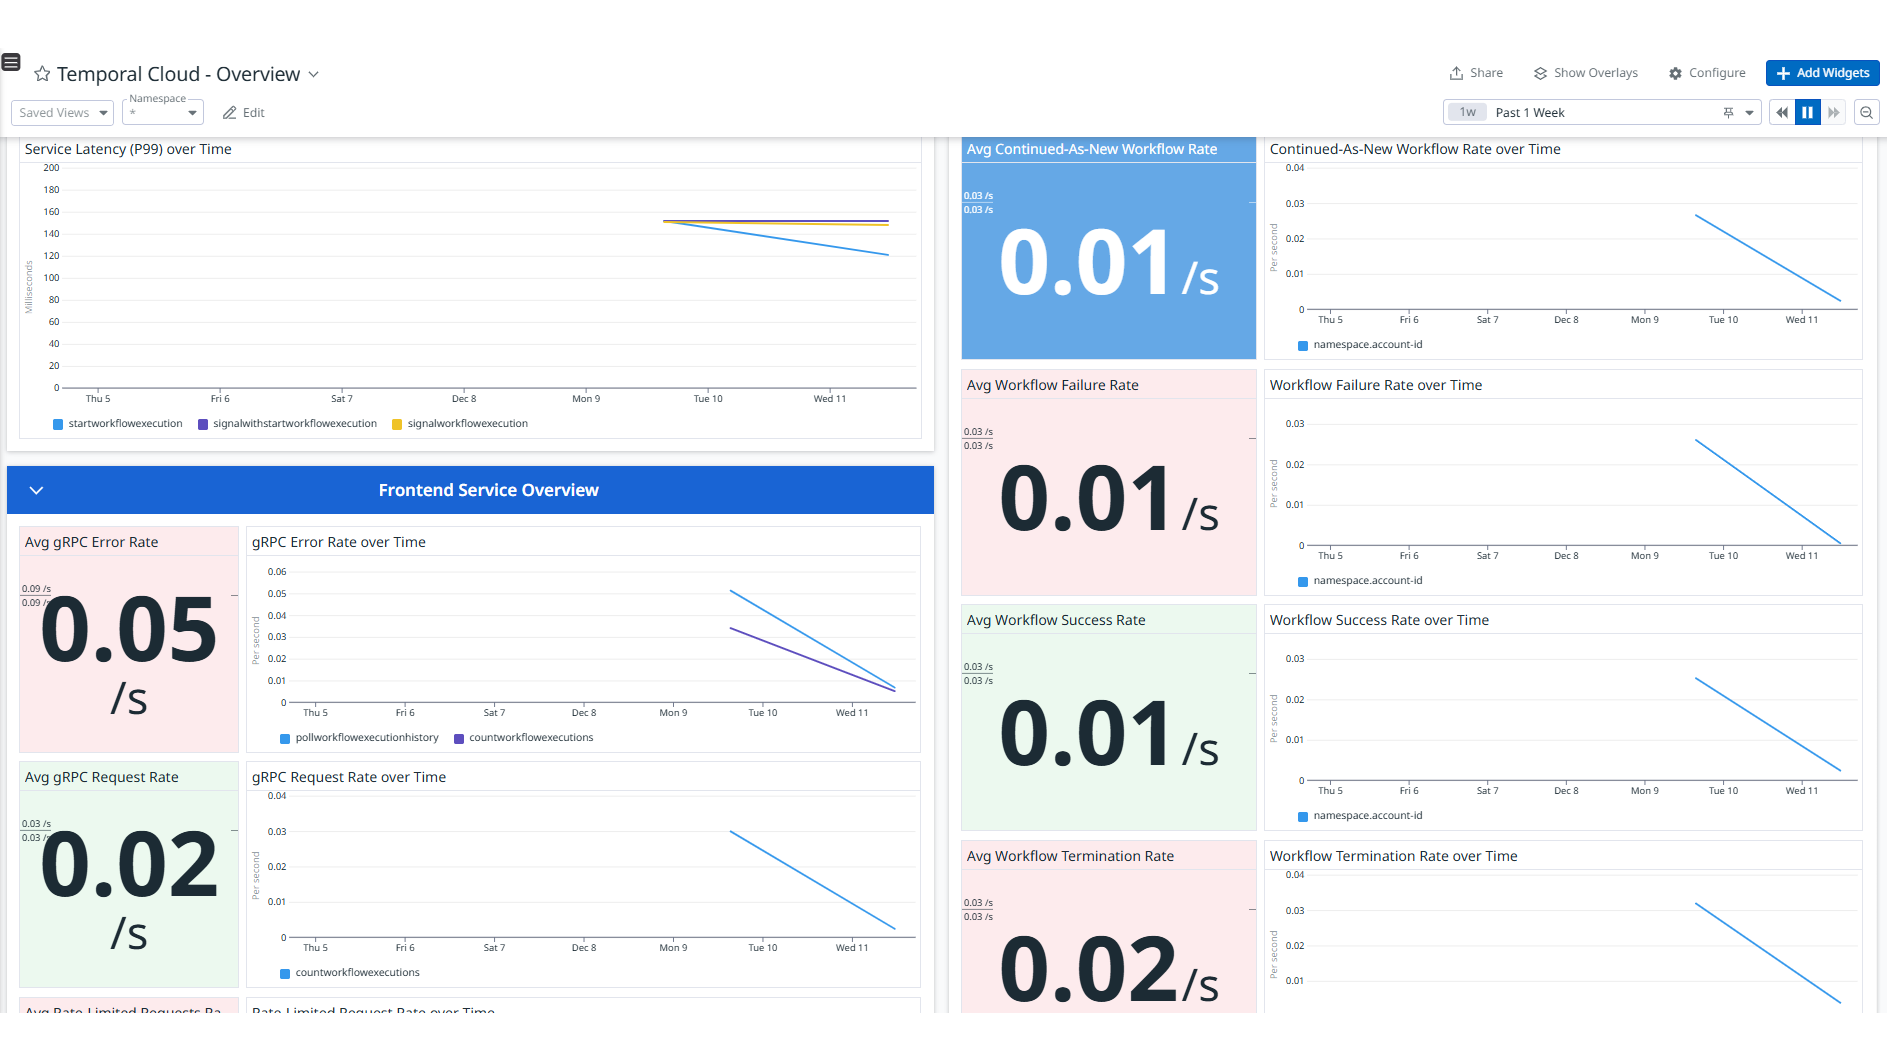 Temporal Cloud - Overview
Share
Show Overlays
Configure
Add Widgets
Saved Views
Namespace
*
Edit
1w
Past 1 Week
Service Latency (P99) over Time
200
180
160
140
120
100
80
60
40
20
0
Milliseconds
Thu 5 Fri 6 Sat 7 Dec 8 Mon 9 Tue 10 Wed 11
startworkflowexecution signalwithstartworkflowexecution signalworkflowexecution
Frontend Service Overview
Avg gRPC Error Rate
0.09 /s
0.09 /s
0.05
/s
gRPC Error Rate over Time
0.06
0.05
0.04
0.03
0.02
0.01
0
Per second
Thu 5 Fri 6 Sat 7 Dec 8 Mon 9 Tue 10 Wed 11
pollworkflowexecutionhistory countworkflowexecutions
Avg gRPC Request Rate
0.03 /s
0.03 /s
0.02
/s
gRPC Request Rate over Time
0.04
0.03
0.02
0.01
0
Per second
Thu 5 Fri 6 Sat 7 Dec 8 Mon 9 Tue 10 Wed 11
countworkflowexecutions
Avg Rate Limited Requests Ra
Rate Limited Request Rate over Time
Avg Continued-As-New Workflow Rate
0.03 /s
0.03 /s
0.01/s
Continued-As-New Workflow Rate over Time
0.04
0.03
0.02
0.01
0
Per second
Thu 5 Fri 6 Sat 7 Dec 8 Mon 9 Tue 10 Wed 11
namespace.account-id
Avg Workflow Failure Rate
0.03 /s
0.03 /s
0.01/s
Workflow Failure Rate over Time
0.03
0.02
0.01
0
Per second
Thu 5 Fri 6 Sat 7 Dec 8 Mon 9 Tue 10 Wed 11
namespace.account-id
Avg Workflow Success Rate
0.03 /s
0.03 /s
0.01/s
Workflow Success Rate over Time
0.03
0.02
0.01
0
Per second
Thu 5 Fri 6 Sat 7 Dec 8 Mon 9 Tue 10 Wed 11
namespace.account-id
Avg Workflow Termination Rate
0.03 /s
0.03 /s
0.02/s
Workflow Termination Rate over Time
0.04
0.03
0.02
0.01
Per second